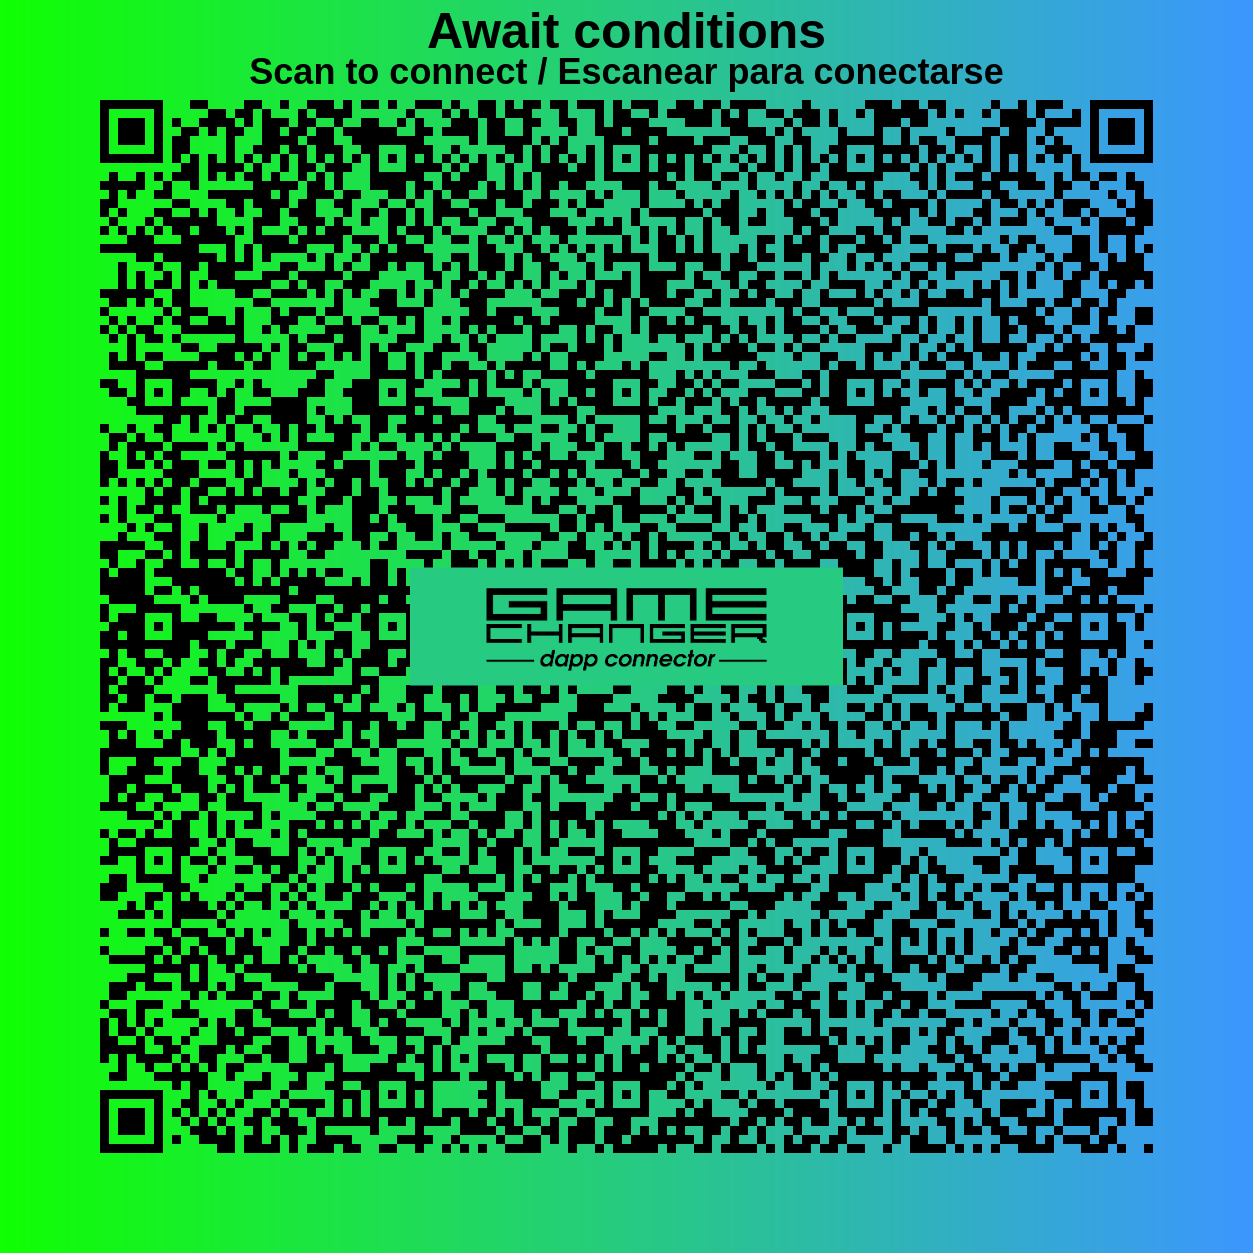 Await conditions
Scan to connect / Escanear para conectarse
GAME
CHANGER
dapp connector